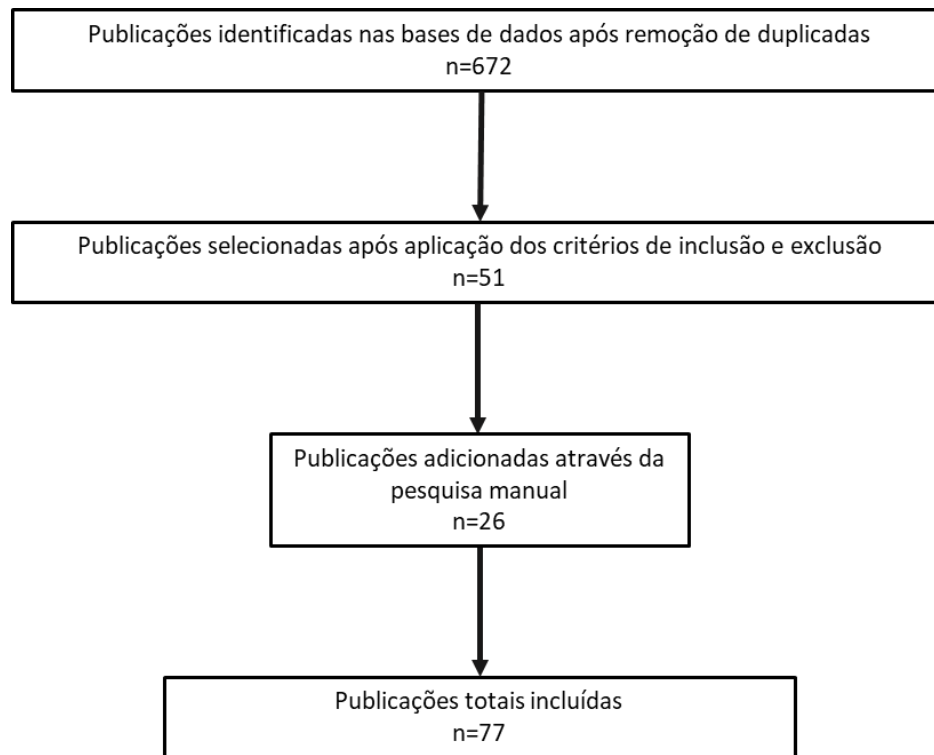 Publicações identificadas nas bases de dados após remoção de duplicadas
n=672
Publicações selecionadas após aplicação dos critérios de inclusão e exclusão
n=51
Publicações adicionadas através da
pesquisa manual
n=26
Publicações totais incluídas
n=77